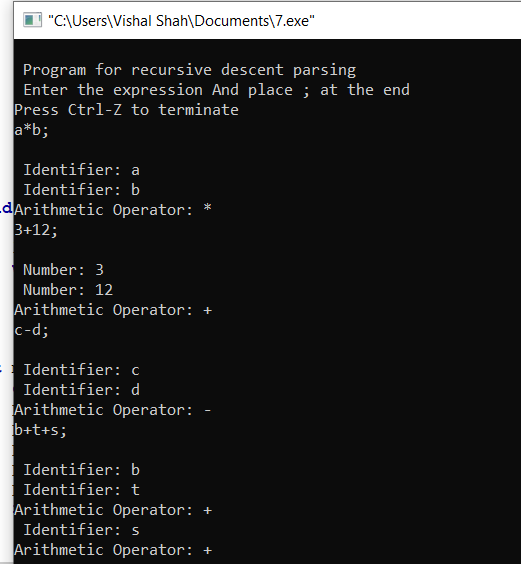 "C:\Users\Vishal Shah\Documents\7.exe"
Program for recursive descent parsing
Enter the expression And place ; at the end
Press Ctrl-Z to terminate
a*b;
Identifier: a
Identifier: b
Arithmetic Operator: *
3+12;
Number: 3
Number: 12
Arithmetic Operator: +
c-d;
Identifier: c
Identifier: d
Arithmetic Operator: -
b+t+s;
Identifier: b
Identifier: t
Arithmetic Operator: +
Identifier: s
Arithmetic Operator: +